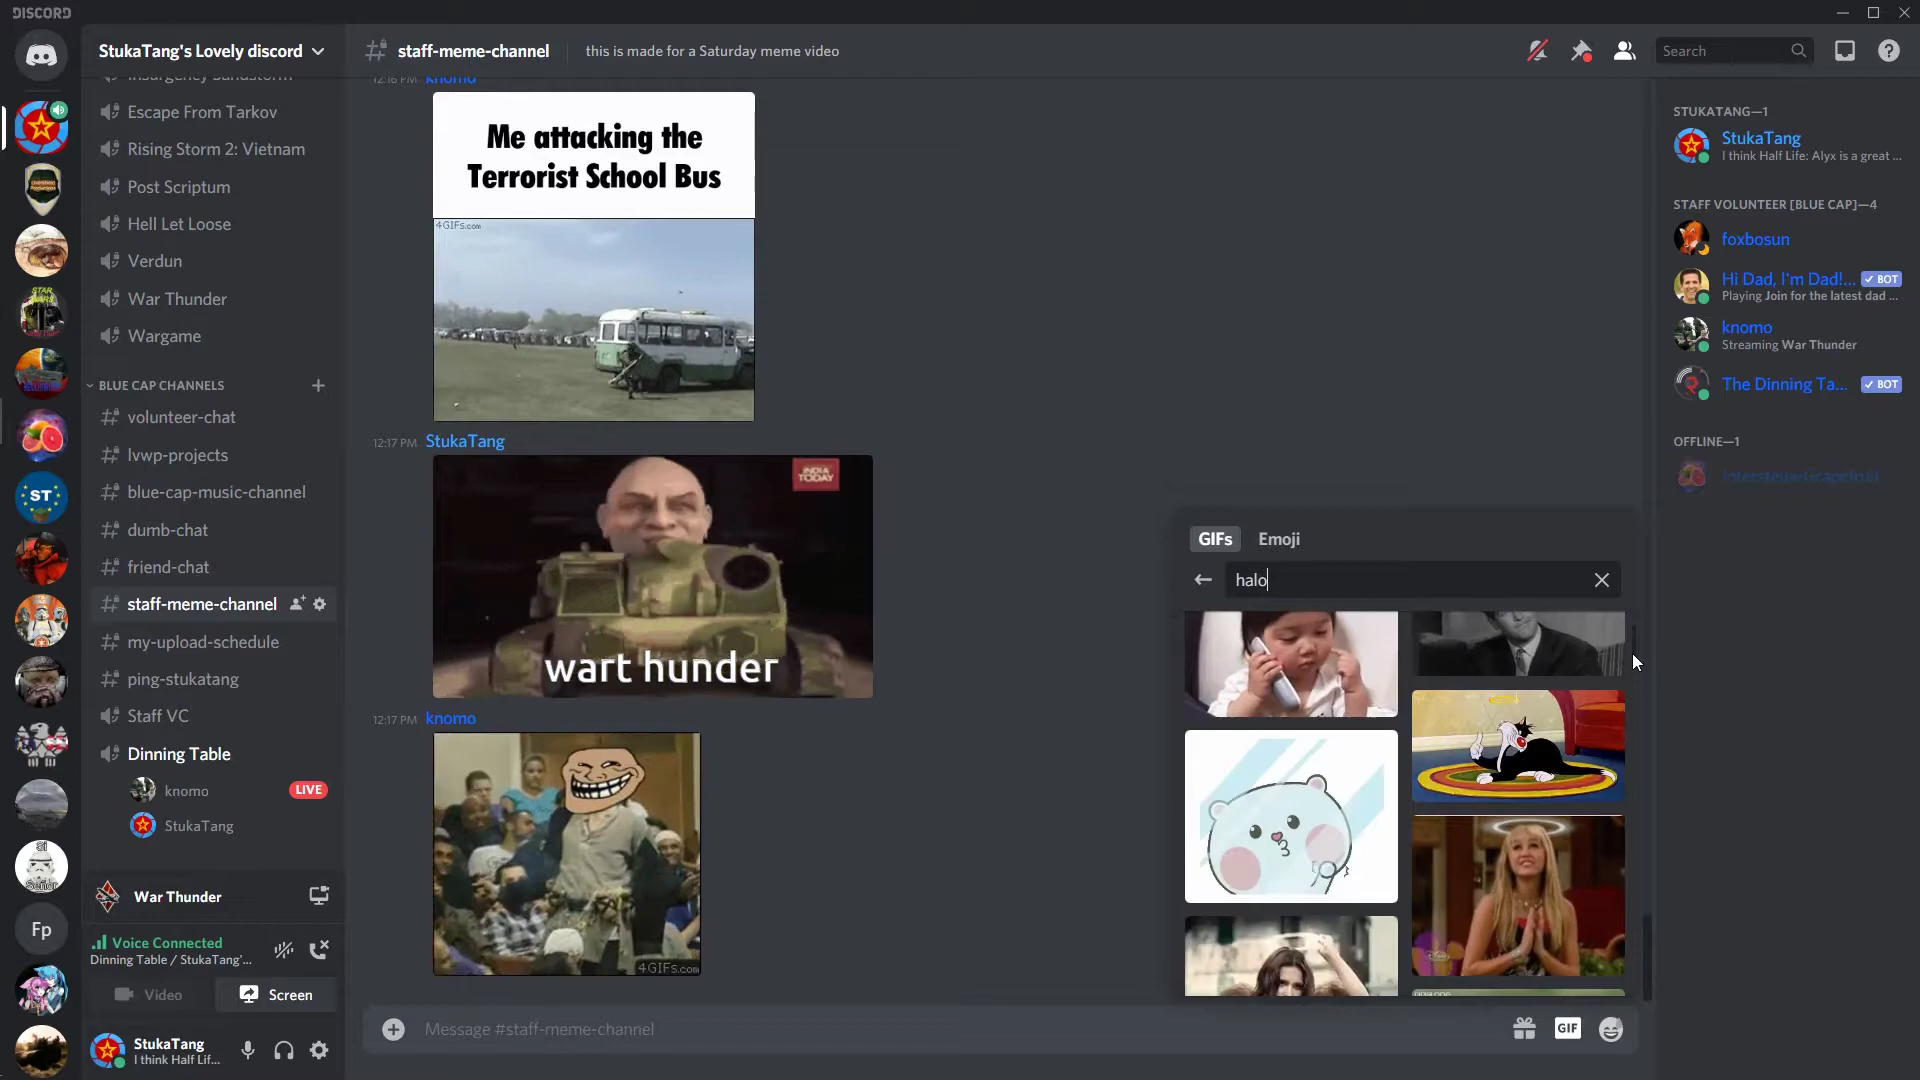 DISCORD
StukaTang's Lovely discord
Insurgency Sandstorm
Escape From Tarkov
Rising Storm 2: Vietnam
Post Scriptum
Hell Let Loose
Verdun
War Thunder
Wargame
BLUE CAP CHANNELS
volunteer-chat
lvwp-projects
blue-cap-music-channel
dumb-chat
friend-chat
staff-meme-channel
my-upload-schedule
ping-stukatang
Staff VC
Dinning Table
knomo
LIVE
StukaTang
War Thunder
Voice Connected
Dinning Table / StukaTang'...
Video
Screen
StukaTang
I think Half Lif...
ST
Fp
staff-meme-channel
this is made for a Saturday meme video
Search
12:16 PM knomo
Me attacking the
Terrorist School Bus
4GIFs.com
12:17 PM StukaTang
INDIA
TODAY
wart hunder
12:17 PM knomo
4GIFs.com
Message #staff-meme-channel
GIF
GIFs
Emoji
halo
STUKATANG—1
StukaTang
I think Half Life: Alyx is a great ...
STAFF VOLUNTEER [BLUE CAP]—4
foxbosun
Hi Dad, I'm Dad!...
BOT
Playing Join for the latest dad ...
knomo
Streaming War Thunder
The Dinning Ta...
BOT
OFFLINE—1